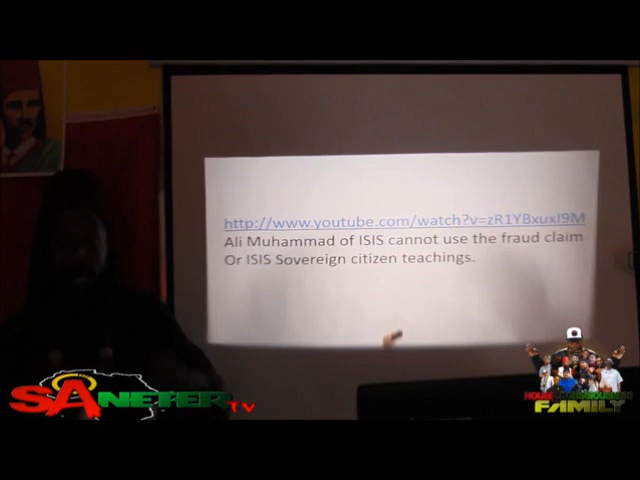 http://www.youtube.com/watch?v=zR1YBxuxI9M
Ali Muhammad of ISIS cannot use the fraud claim
Or ISIS Sovereign citizen teachings.
SANETER TV
FAMILY